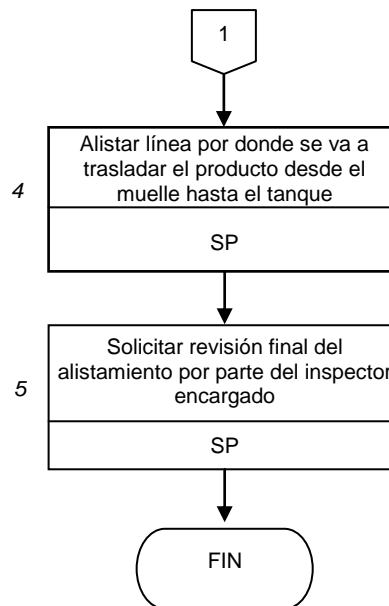 1
4
Alistar línea por donde se va a
trasladar el producto desde el
muelle hasta el tanque
SP
5
Solicitar revisión final del
alistamiento por parte del inspector
encargado
SP
FIN